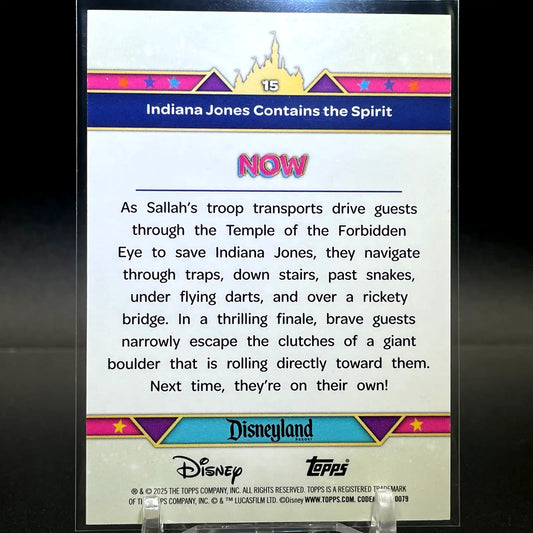 15
Indiana Jones Contains the Spirit
NOW
As Sallah's troop transports drive guests
through the Temple of the Forbidden
Eye to save Indiana Jones, they navigate
through traps, down stairs, past snakes,
under flying darts, and over a rickety
bridge. In a thrilling finale, brave guests
narrowly escape the clutches of a giant
boulder that is rolling directly toward them.
Next time, they're on their own!
Disneyland
RESORT
Disney
Topps
® & © 2025 THE TOPPS COMPANY, INC. ALL RIGHTS RESERVED. TOPPS IS A REGISTERED TRADEMARK
OF THE TOPPS COMPANY, INC. © & ™ LUCASFILM LTD. ©Disney WWW.TOPPS.COM. 0079